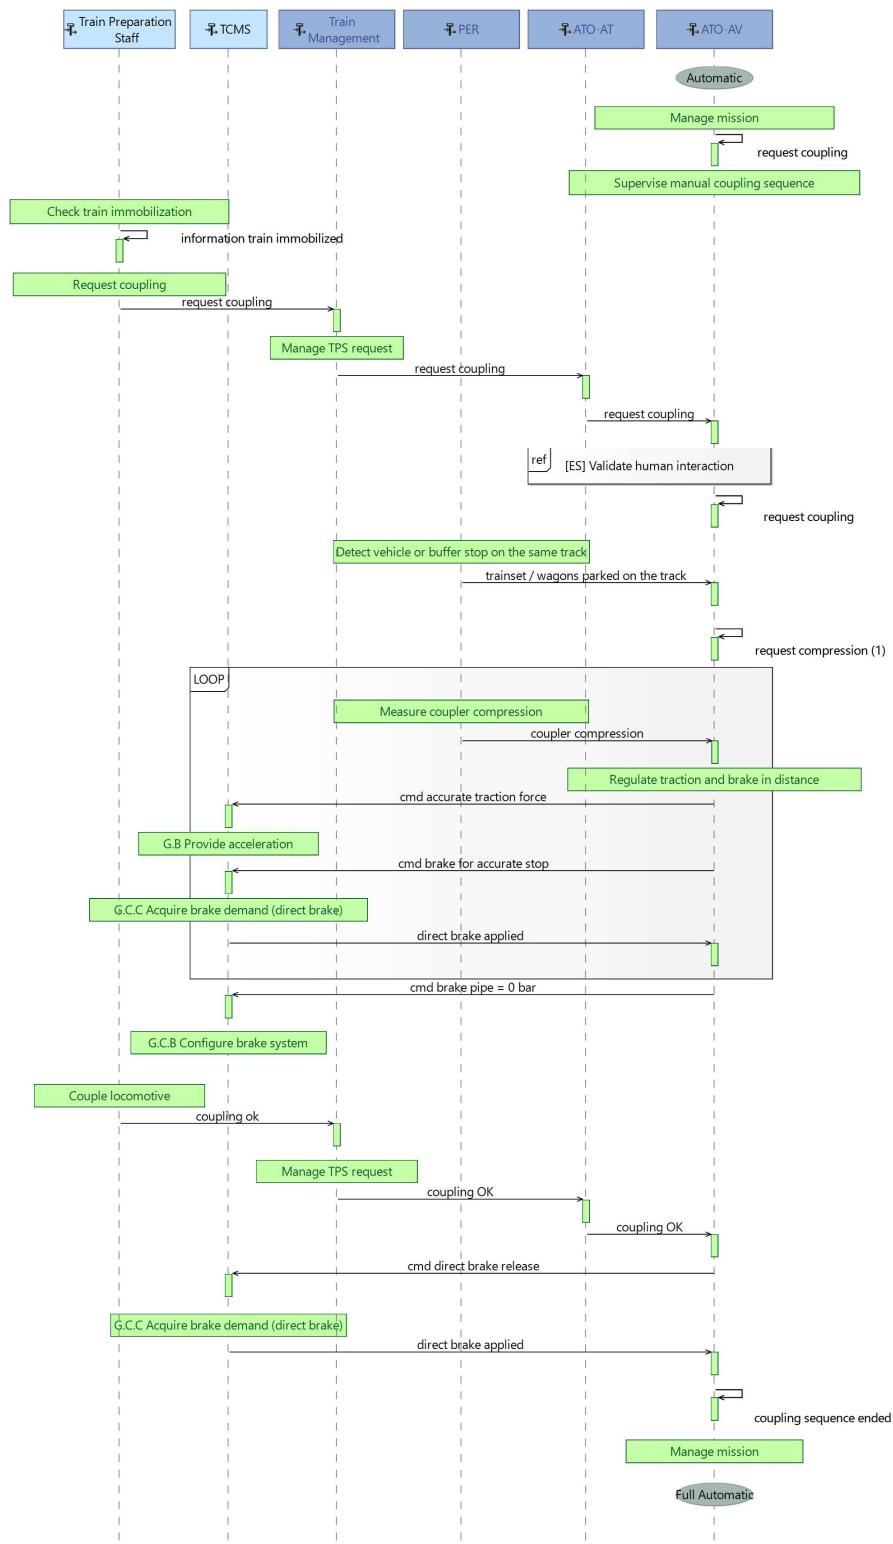 Train Preparation
Staff
TCMS
Train
Management
PER
ATO-AT
ATO-AV
Automatic
Manage mission
request coupling
Supervise manual coupling sequence
Check train immobilization
information train immobilized
Request coupling
request coupling
Manage TPS request
request coupling
request coupling
ref
[ES] Validate human interaction
request coupling
Detect vehicle or buffer stop on the same track
trainset / wagons parked on the track
request compression (1)
LOOP
Measure coupler compression
coupler compression
Regulate traction and brake in distance
cmd accurate traction force
G.B Provide acceleration
cmd brake for accurate stop
G.C.C Acquire brake demand (direct brake)
direct brake applied
cmd brake pipe = 0 bar
G.C.B Configure brake system
Couple locomotive
coupling ok
Manage TPS request
coupling OK
coupling OK
cmd direct brake release
G.C.C Acquire brake demand (direct brake)
direct brake applied
coupling sequence ended
Manage mission
Full Automatic